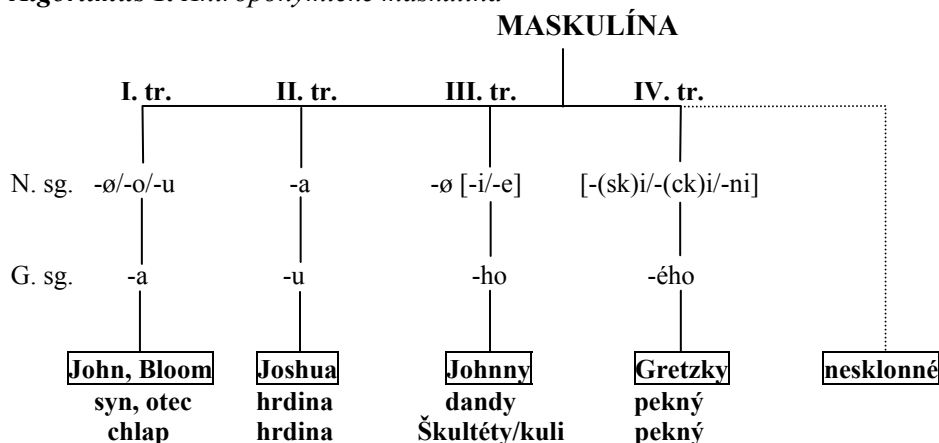 Algoritmus 1: Antroponymické maskulína
MASKULÍNA
I. tr. II. tr. III. tr. IV. tr.
N. sg. -ø/-o/-u -a -ø [-i/-e] [-(sk)i/-(ck)i/-ni]
G. sg. -a -u -ho -ého
John, Bloom Joshua Johnny Gretzky nesklonné
syn, otec hrdina dandy pekný
chlap hrdina Škultéty/kuli pekný